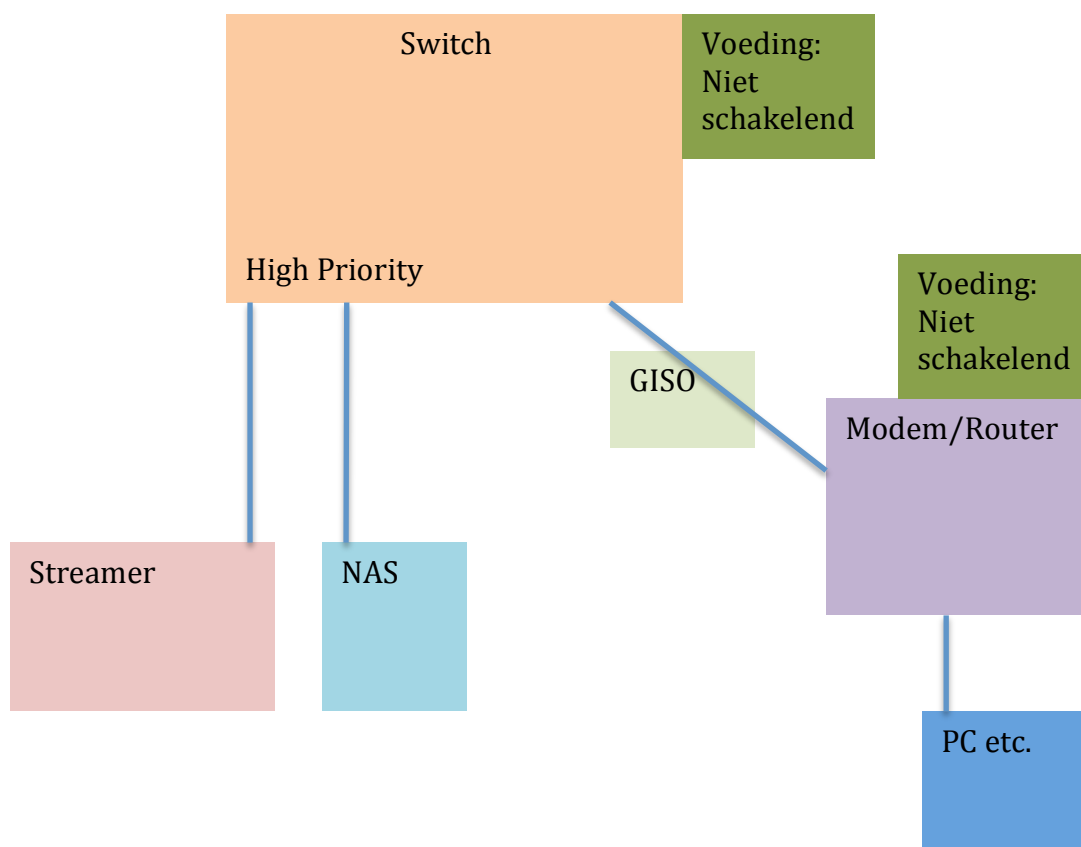 Switch
Voeding:
Niet
schakelend
High Priority
Voeding:
Niet
schakelend
GISO
Modem/Router
Streamer
NAS
PC etc.